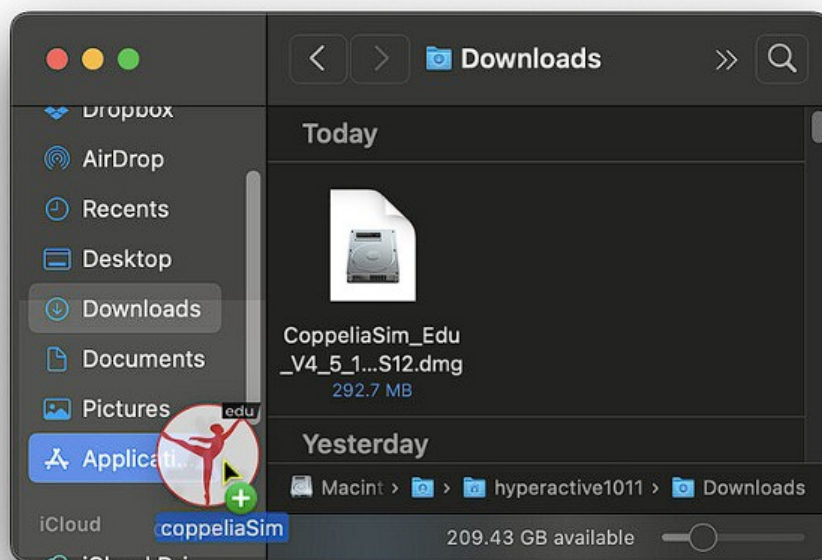 Downloads
Dropbox
AirDrop
Recents
Desktop
Downloads
Documents
Pictures
Applicati...
iCloud
Today
CoppeliaSim_Edu
_V4_5_1...S12.dmg
292.7 MB
Yesterday
edu
coppeliaSim
Macint › › hyperactive1011 › Downloads
209.43 GB available